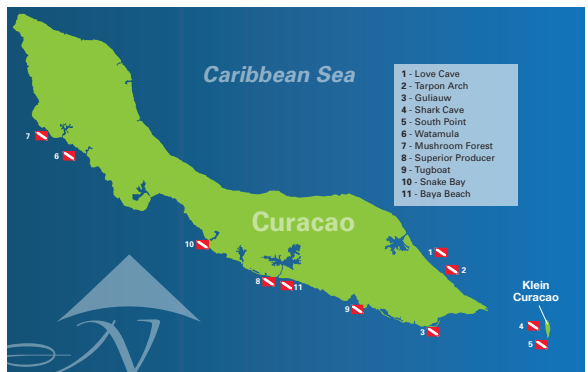 Caribbean Sea
1 - Love Cave
2 - Tarpon Arch
3 - Guliauw
4 - Shark Cave
5 - South Point
6 - Watamula
7 - Mushroom Forest
8 - Superior Producer
9 - Tugboat
10 - Snake Bay
11 - Baya Beach
7
6
Curacao
10
1
2
8
11
9
3
Klein
Curacao
4
5
N